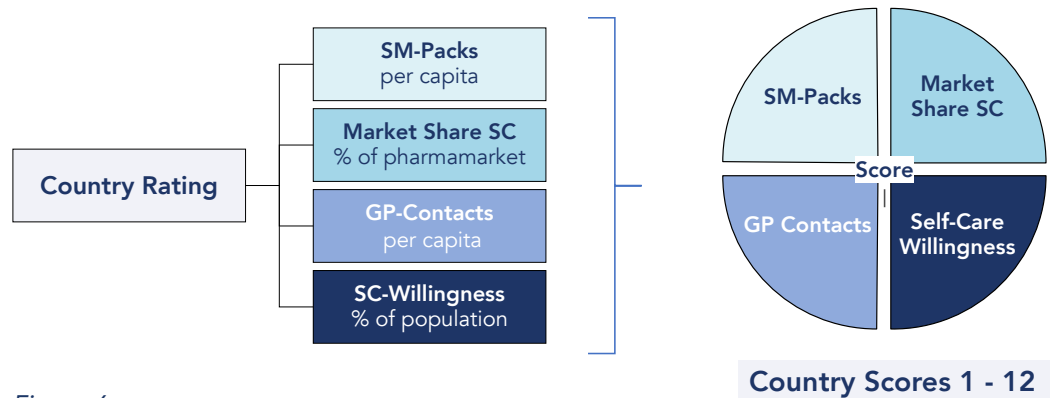 Country Rating
SM-Packs
per capita
Market Share SC
% of pharmamarket
GP-Contacts
per capita
SC-Willingness
% of population
SM-Packs
Market
Share SC
Score
GP Contacts
Self-Care
Willingness
Country Scores 1 - 12